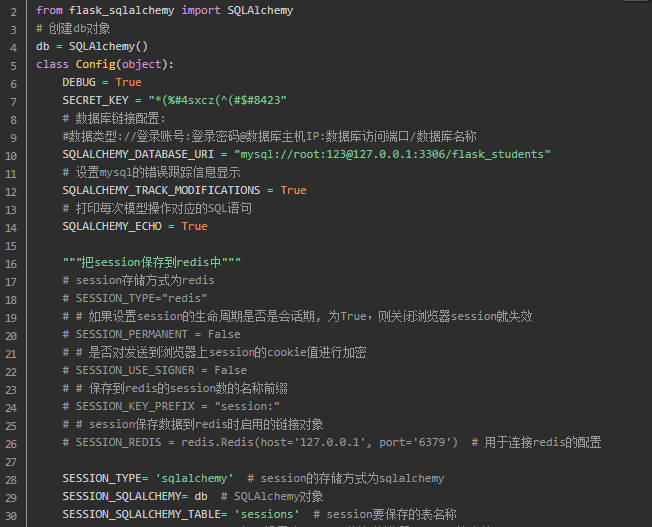 2 from flask_sqlalchemy import SQLAlchemy
3 # 创建db对象
4 db = SQLAlchemy()
5 class Config(object):
6 DEBUG = True
7 SECRET_KEY = "*(%#4sxcz(^(#$#8423"
8 # 数据库链接配置:
9 #数据类型://登录账号:登录密码@数据库主机IP:数据库访问端口/数据库名称
10 SQLALCHEMY_DATABASE_URI = "mysql://root:123@127.0.0.1:3306/flask_students"
11 # 设置mysql的错误跟踪信息显示
12 SQLALCHEMY_TRACK_MODIFICATIONS = True
13 # 打印每次模型操作对应的SQL语句
14 SQLALCHEMY_ECHO = True
15
16 """把session保存到redis中"""
17 # session存储方式为redis
18 # SESSION_TYPE="redis"
19 # # 如果设置session的生命周期是否是会话期, 为True，则关闭浏览器session就失效
20 # SESSION_PERMANENT = False
21 # # 是否对发送到浏览器上session的cookie值进行加密
22 # SESSION_USE_SIGNER = False
23 # # 保存到redis的session数的名称前缀
24 # SESSION_KEY_PREFIX = "session:"
25 # # session保存数据到redis时启用的链接对象
26 # SESSION_REDIS = redis.Redis(host='127.0.0.1', port='6379') # 用于连接redis的配置
27
28 SESSION_TYPE= 'sqlalchemy' # session的存储方式为sqlalchemy
29 SESSION_SQLALCHEMY= db # SQLAlchemy对象
30 SESSION_SQLALCHEMY_TABLE= 'sessions' # session要保存的表名称